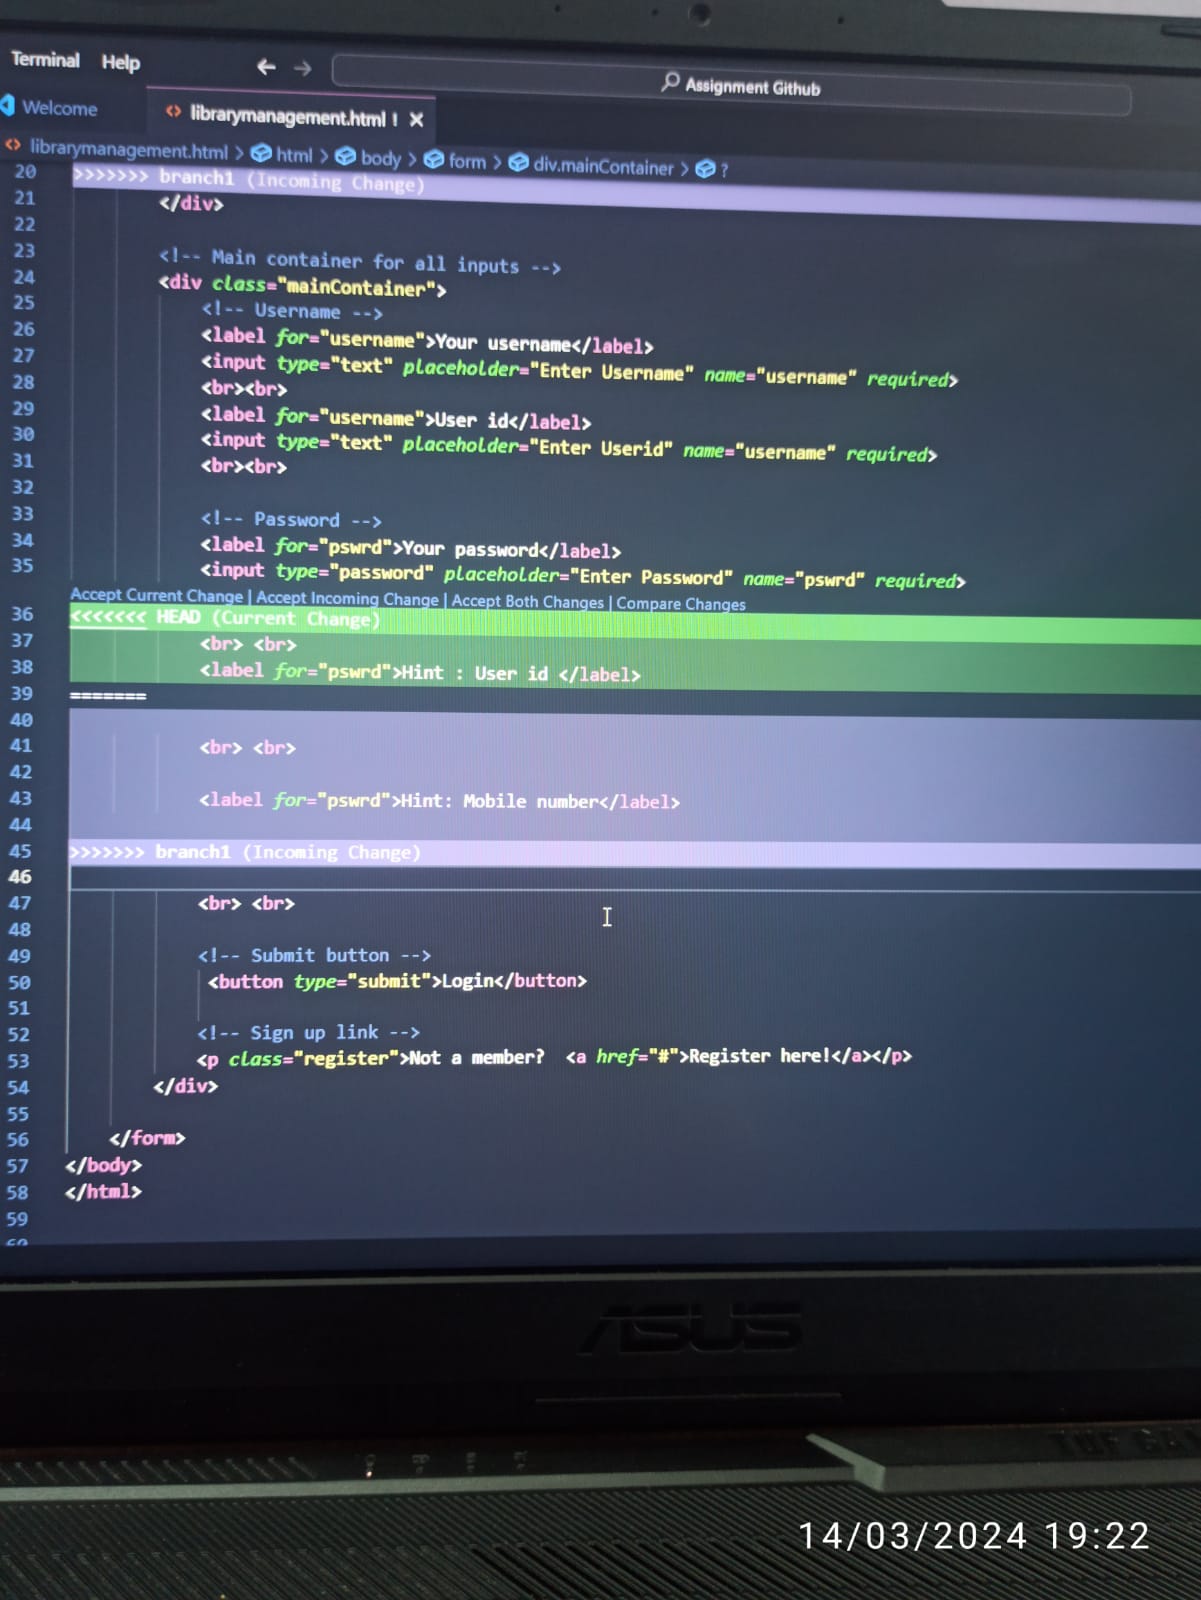 Terminal Help
Assignment Github
Welcome
<> librarymanagement.html ! ×
<> librarymanagement.html > html > body > form > div.mainContainer > ?
20 >>>>>>> branch1 (Incoming Change)
21 </div>
22
23 <!-- Main container for all inputs -->
24 <div class="mainContainer">
25 <!-- Username -->
26 <label for="username">Your username</label>
27 <input type="text" placeholder="Enter Username" name="username" required>
28 <br><br>
29 <label for="username">User id</label>
30 <input type="text" placeholder="Enter Userid" name="username" required>
31 <br><br>
32
33 <!-- Password -->
34 <label for="pswrd">Your password</label>
35 <input type="password" placeholder="Enter Password" name="pswrd" required>
Accept Current Change | Accept Incoming Change | Accept Both Changes | Compare Changes
36 <<<<<<< HEAD (Current Change)
37 <br> <br>
38 <label for="pswrd">Hint : User id </label>
39 =======
40
41 <br> <br>
42
43 <label for="pswrd">Hint: Mobile number</label>
44
45 >>>>>>> branch1 (Incoming Change)
46
47 <br> <br>
48
49 <!-- Submit button -->
50 <button type="submit">Login</button>
51
52 <!-- Sign up link -->
53 <p class="register">Not a member?  <a href="#">Register here!</a></p>
54 </div>
55
56 </form>
57 </body>
58 </html>
59
ASUS
14/03/2024 19:22